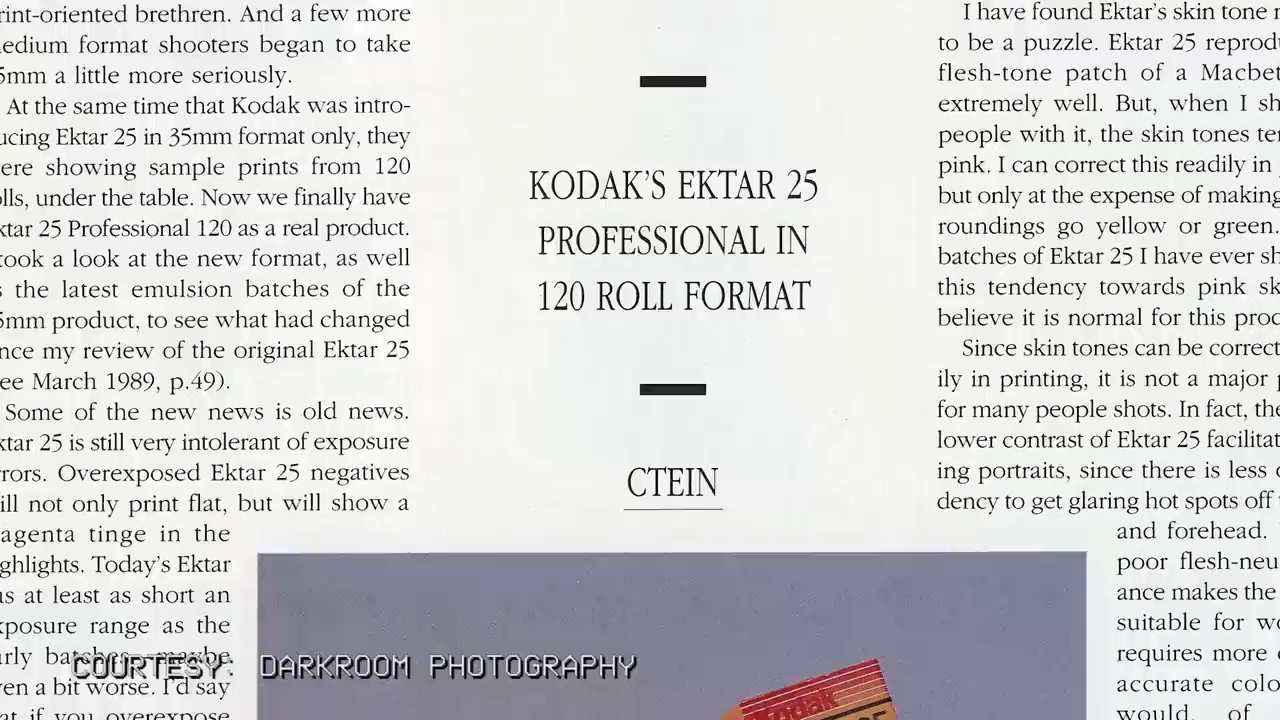 rint-oriented brethren. And a few more
edium format shooters began to take
5mm a little more seriously.
At the same time that Kodak was intro-
ucing Ektar 25 in 35mm format only, they
ere showing sample prints from 120
olls, under the table. Now we finally have
ktar 25 Professional 120 as a real product.
took a look at the new format, as well
s the latest emulsion batches of the
5mm product, to see what had changed
nce my review of the original Ektar 25
ee March 1989, p.49).
Some of the new news is old news.
ktar 25 is still very intolerant of exposure
rrors. Overexposed Ektar 25 negatives
ill not only print flat, but will show a
agenta tinge in the
ghlights. Today's Ektar
as at least as short an
xposure range as the
rly batches—maybe
ven a bit worse. I'd say
at if you overexpose
KODAK'S EKTAR 25
PROFESSIONAL IN
120 ROLL FORMAT
CTEIN
I have found Ektar's skin tone r
to be a puzzle. Ektar 25 reprodu
flesh-tone patch of a Macbet
extremely well. But, when I sh
people with it, the skin tones ten
pink. I can correct this readily in
but only at the expense of making
roundings go yellow or green.
batches of Ektar 25 I have ever sh
this tendency towards pink sk
believe it is normal for this proc
Since skin tones can be correct
ily in printing, it is not a major p
for many people shots. In fact, the
lower contrast of Ektar 25 facilitat
ing portraits, since there is less
dency to get glaring hot spots off
and forehead.
poor flesh-neu
ance makes the
suitable for wo
requires more
accurate colo
would, of
Kodak
COURTESY: DARKROOM PHOTOGRAPHY